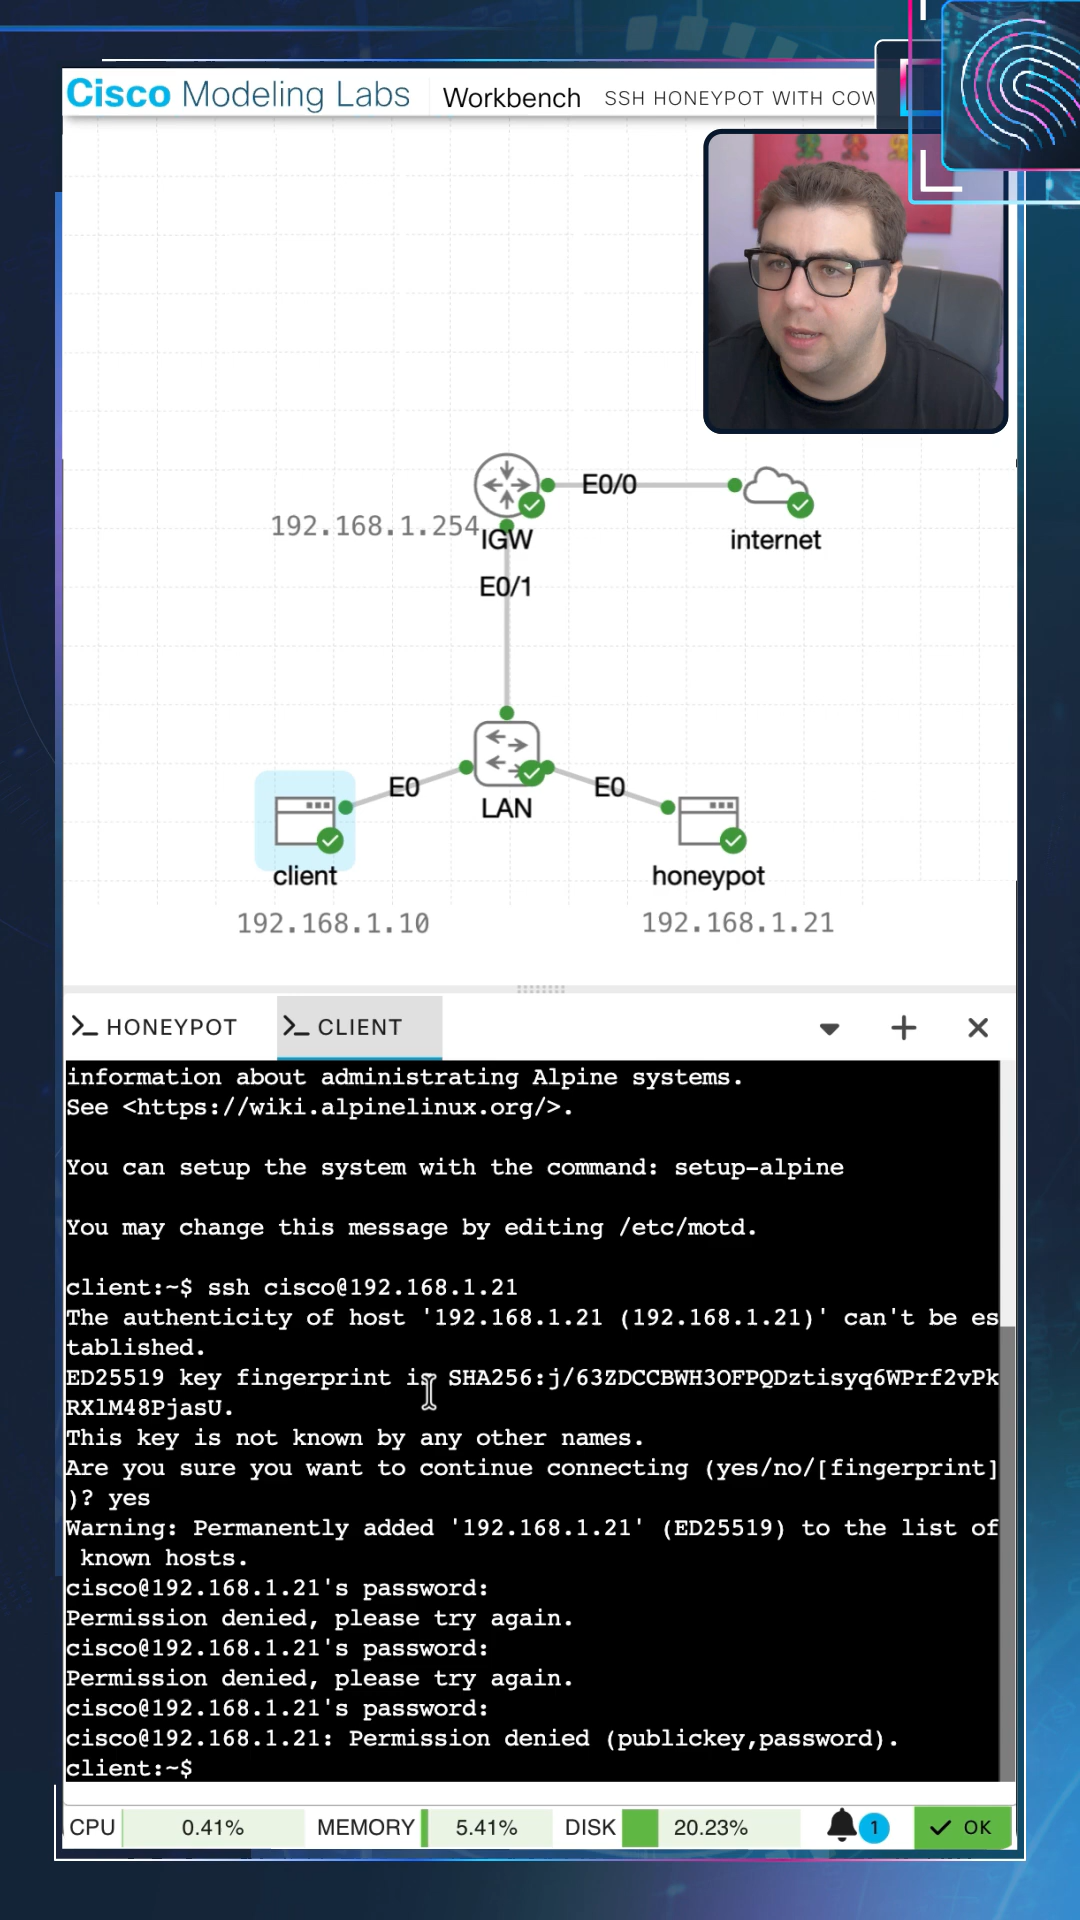 Cisco Modeling Labs
Workbench
SSH HONEYPOT WITH COW
E0/0
192.168.1.254
IGW
internet
E0/1
E0
E0
LAN
client
honeypot
192.168.1.10
192.168.1.21
HONEYPOT
CLIENT
information about administrating Alpine systems.
See <https://wiki.alpinelinux.org/>.
You can setup the system with the command: setup-alpine
You may change this message by editing /etc/motd.
client:~$ ssh cisco@192.168.1.21
The authenticity of host '192.168.1.21 (192.168.1.21)' can't be es
tablished.
ED25519 key fingerprint is SHA256:j/63ZDCCBWH3OFPQDztisyq6WPrf2vPk
RXlM48PjasU.
This key is not known by any other names.
Are you sure you want to continue connecting (yes/no/[fingerprint]
)? yes
Warning: Permanently added '192.168.1.21' (ED25519) to the list of
known hosts.
cisco@192.168.1.21's password:
Permission denied, please try again.
cisco@192.168.1.21's password:
Permission denied, please try again.
cisco@192.168.1.21's password:
cisco@192.168.1.21: Permission denied (publickey,password).
client:~$
CPU 0.41% MEMORY 5.41% DISK 20.23% 1 OK